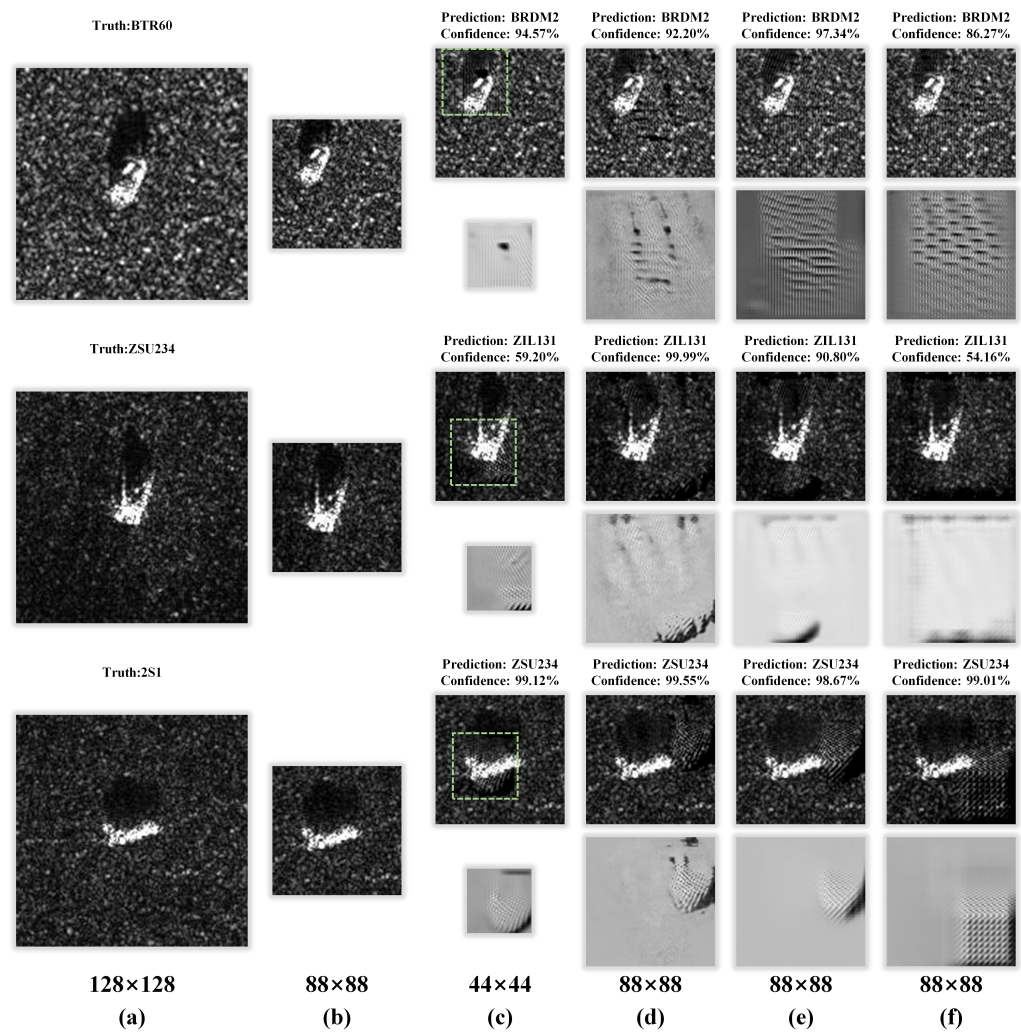 Truth:BTR60
Prediction: BRDM2
Confidence: 94.57%
Prediction: BRDM2
Confidence: 92.20%
Prediction: BRDM2
Confidence: 97.34%
Prediction: BRDM2
Confidence: 86.27%
Truth:ZSU234
Prediction: ZIL131
Confidence: 59.20%
Prediction: ZIL131
Confidence: 99.99%
Prediction: ZIL131
Confidence: 90.80%
Prediction: ZIL131
Confidence: 54.16%
Truth:2S1
Prediction: ZSU234
Confidence: 99.12%
Prediction: ZSU234
Confidence: 99.55%
Prediction: ZSU234
Confidence: 98.67%
Prediction: ZSU234
Confidence: 99.01%
128×128
88×88
44×44
88×88
88×88
88×88
(a)
(b)
(c)
(d)
(e)
(f)